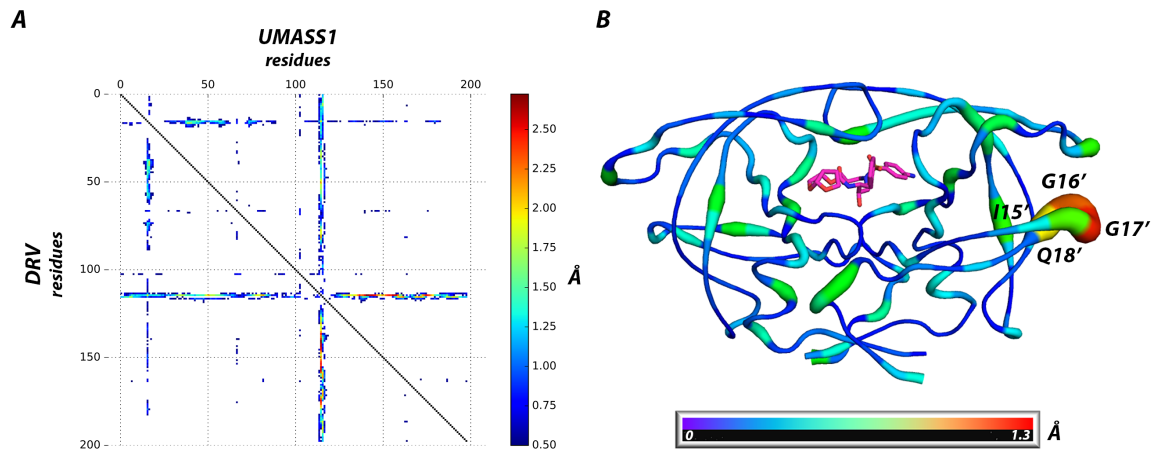 A
UMASS1
residues
0 50 100 150 200
0
50
100
150
200
DRV
residues
2.50
2.25
2.00
1.75
1.50
1.25
1.00
0.75
0.50
Å
B
G16′
I15′
G17′
Q18′
0 1.3 Å